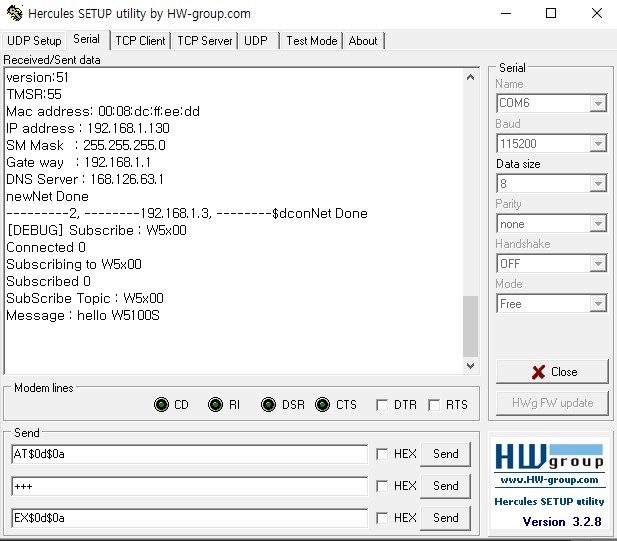 Hercules SETUP utility by HW-group.com
UDP Setup Serial TCP Client TCP Server UDP Test Mode About
Received/Sent data
version:51
TMSR:55
Mac address: 00:08:dc:ff:ee:dd
IP address : 192.168.1.130
SM Mask : 255.255.255.0
Gate way : 192.168.1.1
DNS Server : 168.126.63.1
newNet Done
---------2, --------192.168.1.3, --------$dconNet Done
[DEBUG] Subscribe : W5x00
Connected 0
Subscribing to W5x00
Subscribed 0
SubScribe Topic : W5x00
Message : hello W5100S
Serial
Name
COM6
Baud
115200
Data size
8
Parity
none
Handshake
OFF
Mode
Free
Close
HWg FW update
Modem lines
CD RI DSR CTS DTR RTS
Send
AT$0d$0a HEX Send
+++ HEX Send
EX$0d$0a HEX Send
HWgroup
www.HW-group.com
Hercules SETUP utility
Version 3.2.8